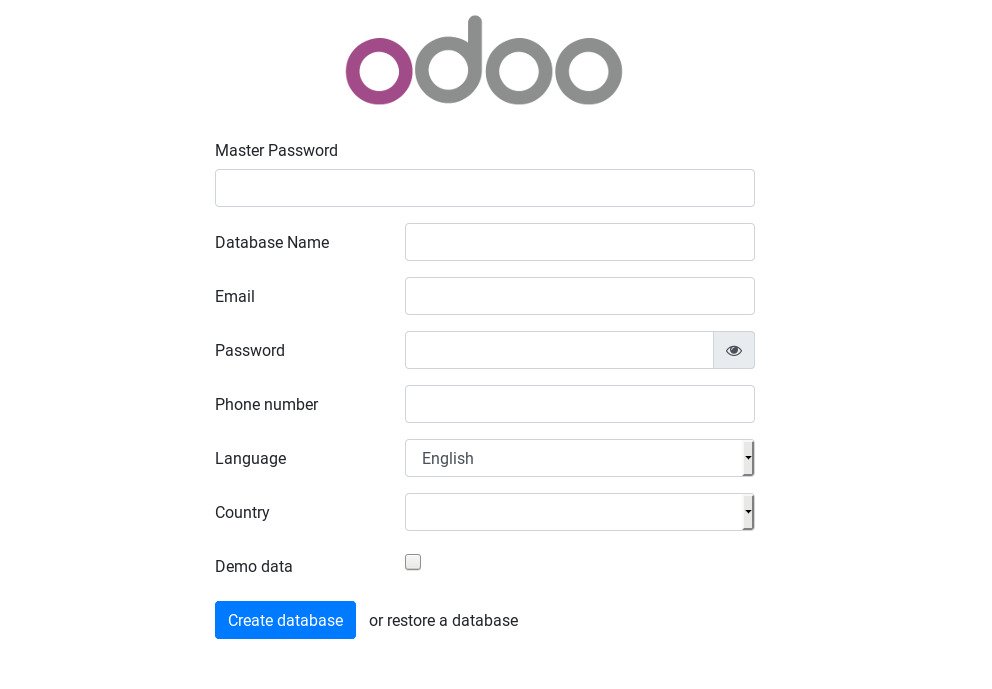 odoo
Master Password
Database Name
Email
Password
Phone number
Language English
Country
Demo data
Create database or restore a database